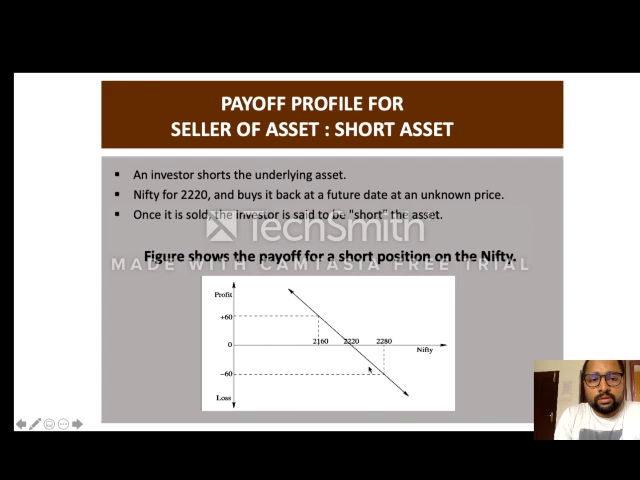 PAYOFF PROFILE FOR
SELLER OF ASSET : SHORT ASSET
▪ An investor shorts the underlying asset.
▪ Nifty for 2220, and buys it back at a future date at an unknown price.
▪ Once it is sold, the investor is said to be "short" the asset.
TechSmith
Figure shows the payoff for a short position on the Nifty.
MADE WITH CAMTASIA FREE TRIAL
Profit
+60
0
2160 2220 2280
Nifty
−60
Loss